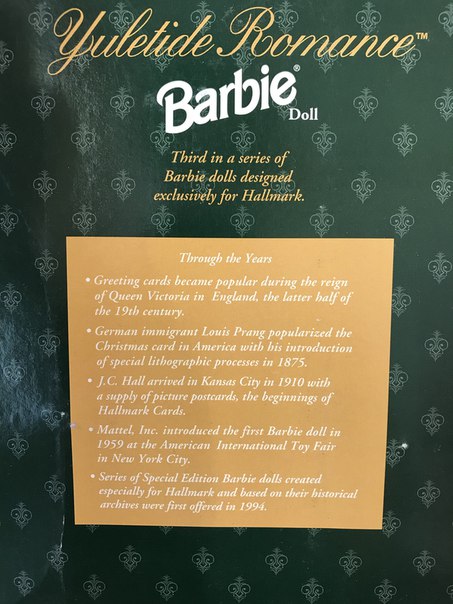 Yuletide Romance™
Barbie®
Doll
Third in a series of
Barbie dolls designed
exclusively for Hallmark.
Through the Years
• Greeting cards became popular during the reign
of Queen Victoria in England, the latter half of
the 19th century.
• German immigrant Louis Prang popularized the
Christmas card in America with his introduction
of special lithographic processes in 1875.
• J.C. Hall arrived in Kansas City in 1910 with
a supply of picture postcards, the beginnings of
Hallmark Cards.
• Mattel, Inc. introduced the first Barbie doll in
1959 at the American International Toy Fair
in New York City.
• Series of Special Edition Barbie dolls created
especially for Hallmark and based on their historical
archives were first offered in 1994.